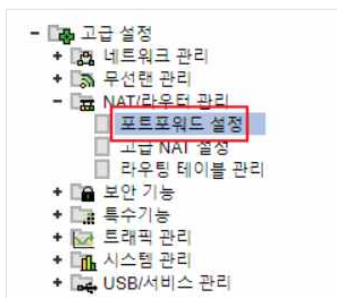 고급 설정
네트워크 관리
무선랜 관리
NAT/라우터 관리
포트포워드 설정
고급 NAT 설정
라우팅 테이블 관리
보안 기능
특수기능
트래픽 관리
시스템 관리
USB/서비스 관리